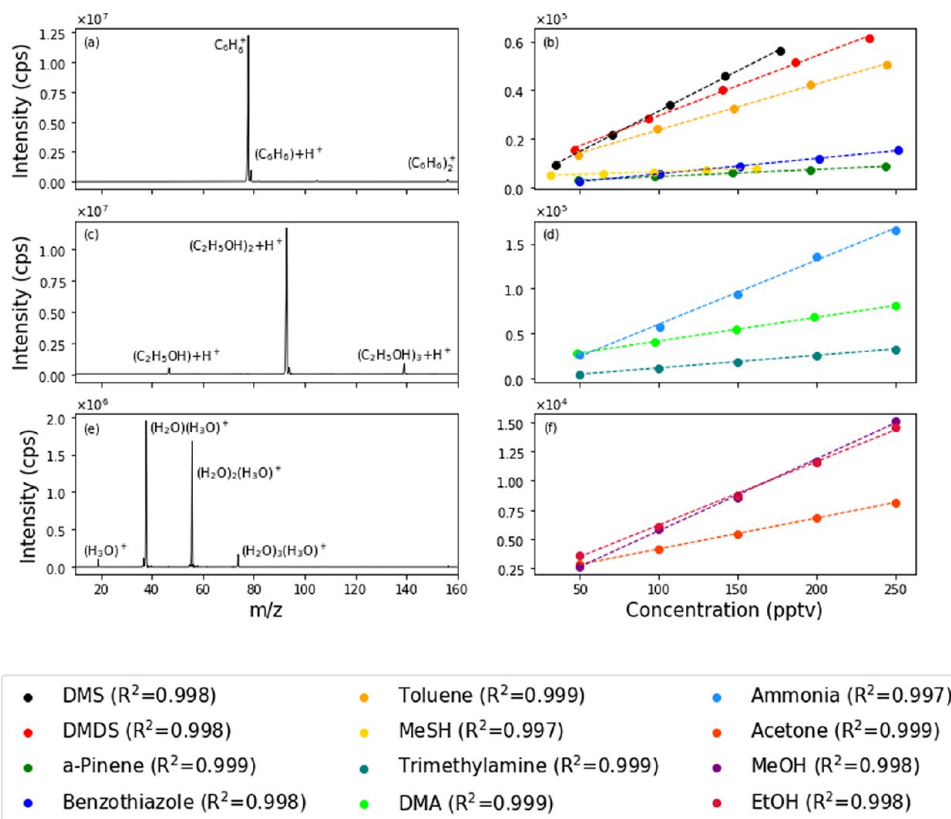 ×10⁷
(a)
C₆H₆⁺
(C₆H₆)+H⁺
(C₆H₆)₂⁺
Intensity (cps)
1.25
1.00
0.75
0.50
0.25
0.00
×10⁵
(b)
0.6
0.4
0.2
0.0
×10⁷
(c)
(C₂H₅OH)₂+H⁺
(C₂H₅OH)+H⁺
(C₂H₅OH)₃+H⁺
Intensity (cps)
1.00
0.75
0.50
0.25
0.00
×10⁵
(d)
1.5
1.0
0.5
0.0
×10⁶
(e)
(H₂O)(H₃O)⁺
(H₂O)₂(H₃O)⁺
(H₃O)⁺
(H₂O)₃(H₃O)⁺
Intensity (cps)
2.0
1.5
1.0
0.5
0.0
20 40 60 80 100 120 140 160
m/z
×10⁴
(f)
1.50
1.25
1.00
0.75
0.50
0.25
50 100 150 200 250
Concentration (pptv)
DMS (R²=0.998)
DMDS (R²=0.998)
a-Pinene (R²=0.999)
Benzothiazole (R²=0.998)
Toluene (R²=0.999)
MeSH (R²=0.997)
Trimethylamine (R²=0.999)
DMA (R²=0.999)
Ammonia (R²=0.997)
Acetone (R²=0.999)
MeOH (R²=0.998)
EtOH (R²=0.998)